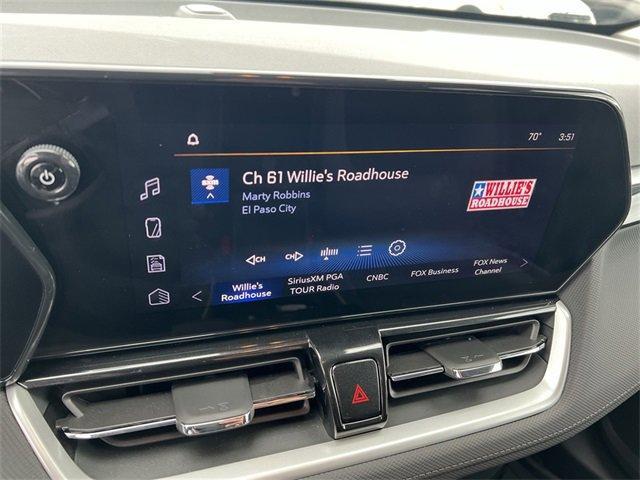 70° 3:51
Ch 61 Willie's Roadhouse
Marty Robbins
El Paso City
WILLIE'S
ROADHOUSE
CH CH
Willie's
Roadhouse
SiriusXM PGA
TOUR Radio
CNBC
FOX Business
FOX News
Channel